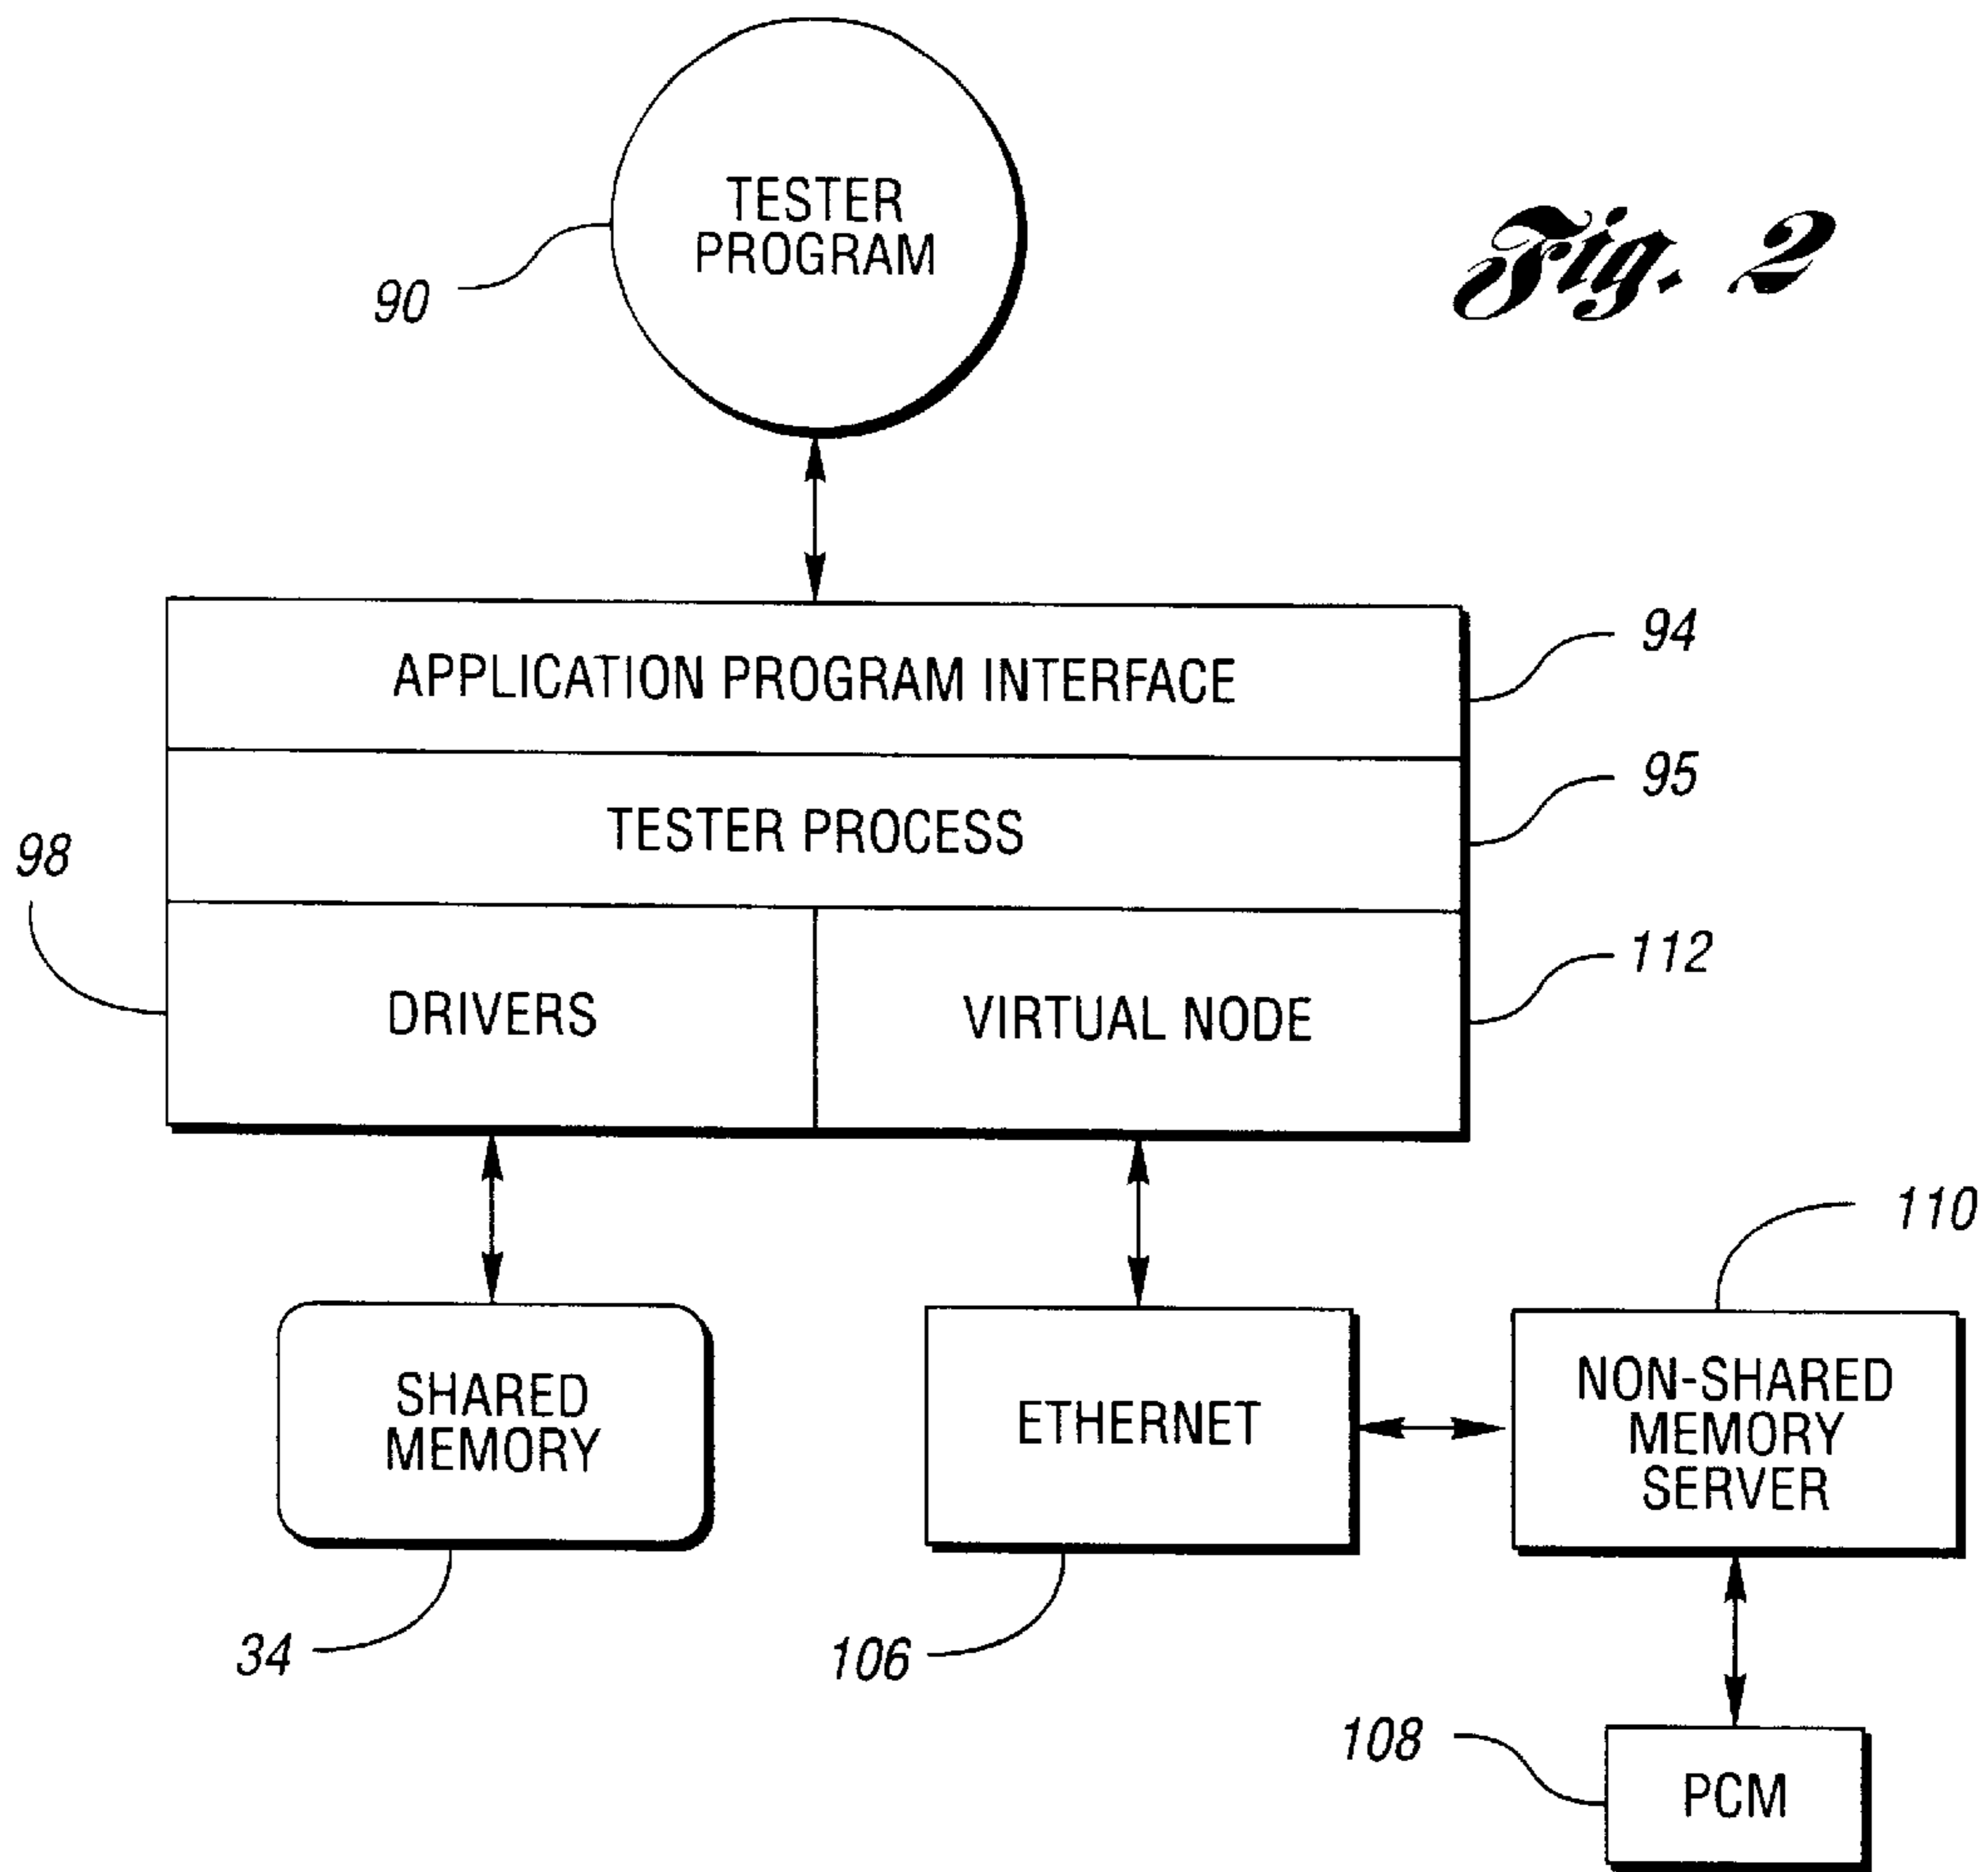 TESTER
PROGRAM
90
Fig. 2
APPLICATION PROGRAM INTERFACE
94
TESTER PROCESS
95
98
DRIVERS
VIRTUAL NODE
112
110
SHARED
MEMORY
ETHERNET
NON-SHARED
MEMORY
SERVER
34
106
108
PCM